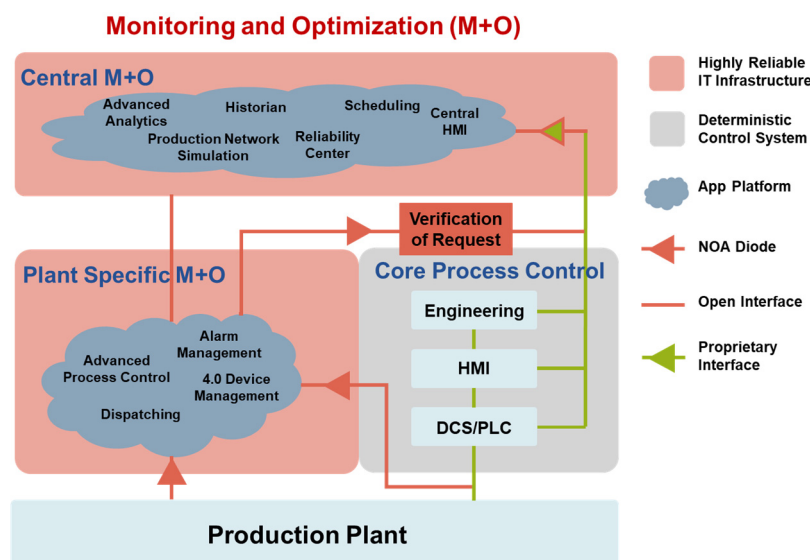 Monitoring and Optimization (M+O)
Central M+O
Advanced
Analytics
Historian
Scheduling
Central
HMI
Production Network
Simulation
Reliability
Center
Verification
of Request
Plant Specific M+O
Alarm
Management
Advanced
Process Control
4.0 Device
Management
Dispatching
Core Process Control
Engineering
HMI
DCS/PLC
Production Plant
Highly Reliable
IT Infrastructure
Deterministic
Control System
App Platform
NOA Diode
Open Interface
Proprietary
Interface